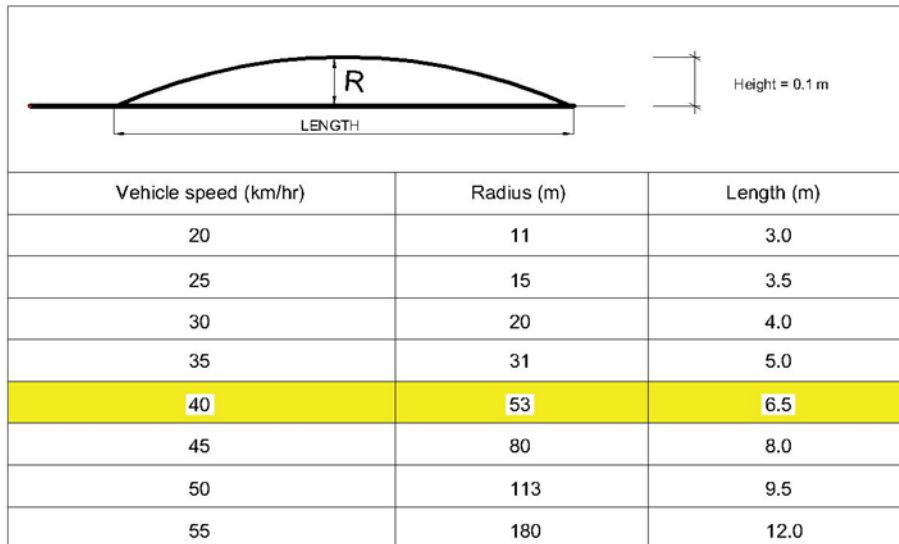 R
Height = 0.1 m
LENGTH
Vehicle speed (km/hr) Radius (m) Length (m)
20 11 3.0
25 15 3.5
30 20 4.0
35 31 5.0
40 53 6.5
45 80 8.0
50 113 9.5
55 180 12.0